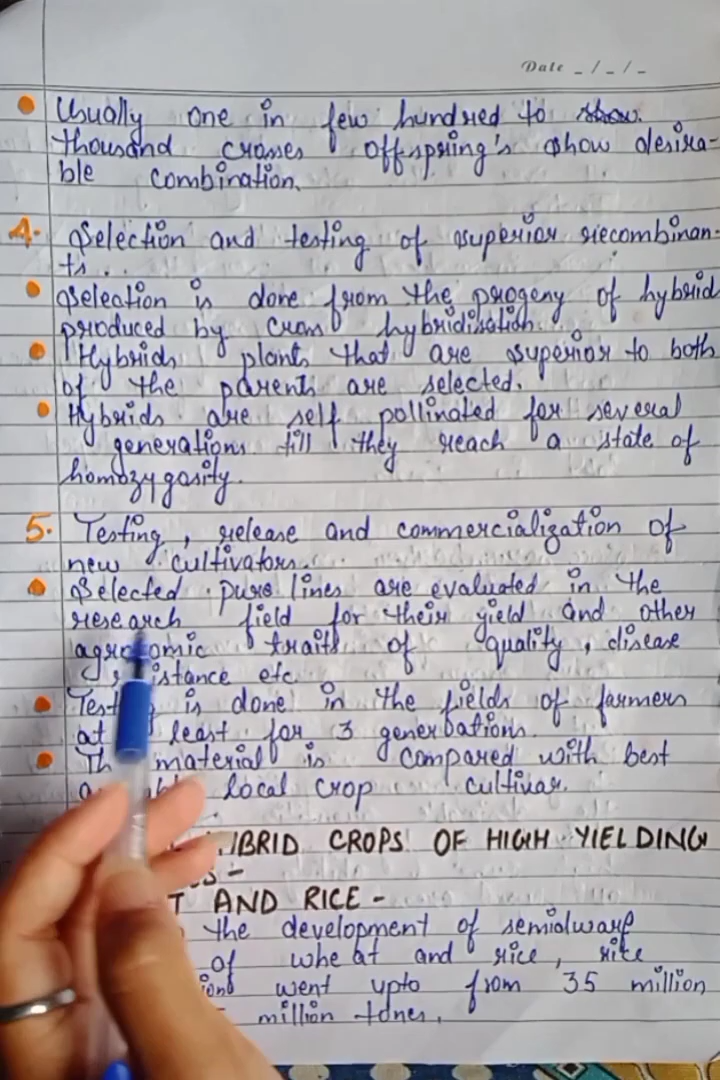 Date _ / _ / _
Usually one in few hundred to show
thousand crosses offspring's show desira-
ble combination.
4. Selection and testing of superior recombinan-
ts..
Selection is done from the progeny of hybrid
produced by cross hybridisation.
Hybrids plants that are superior to both
of the parents are selected.
Hybrids are self pollinated for several
generations till they reach a state of
homozygosity.
5. Testing, release and commercialization of
new cultivators.
Selected pure lines are evaluated in the
research field for their yield and other
agronomic traits of quality, disease
istance etc.
Test is done in the fields of farmers
at least for 3 generations.
Th material is compared with best
local crop cultivar.
IBRID CROPS OF HIGH YIELDING
S -
T AND RICE -
the development of semidwarf
of wheat and rice, rice
ions went upto from 35 million
million tones.